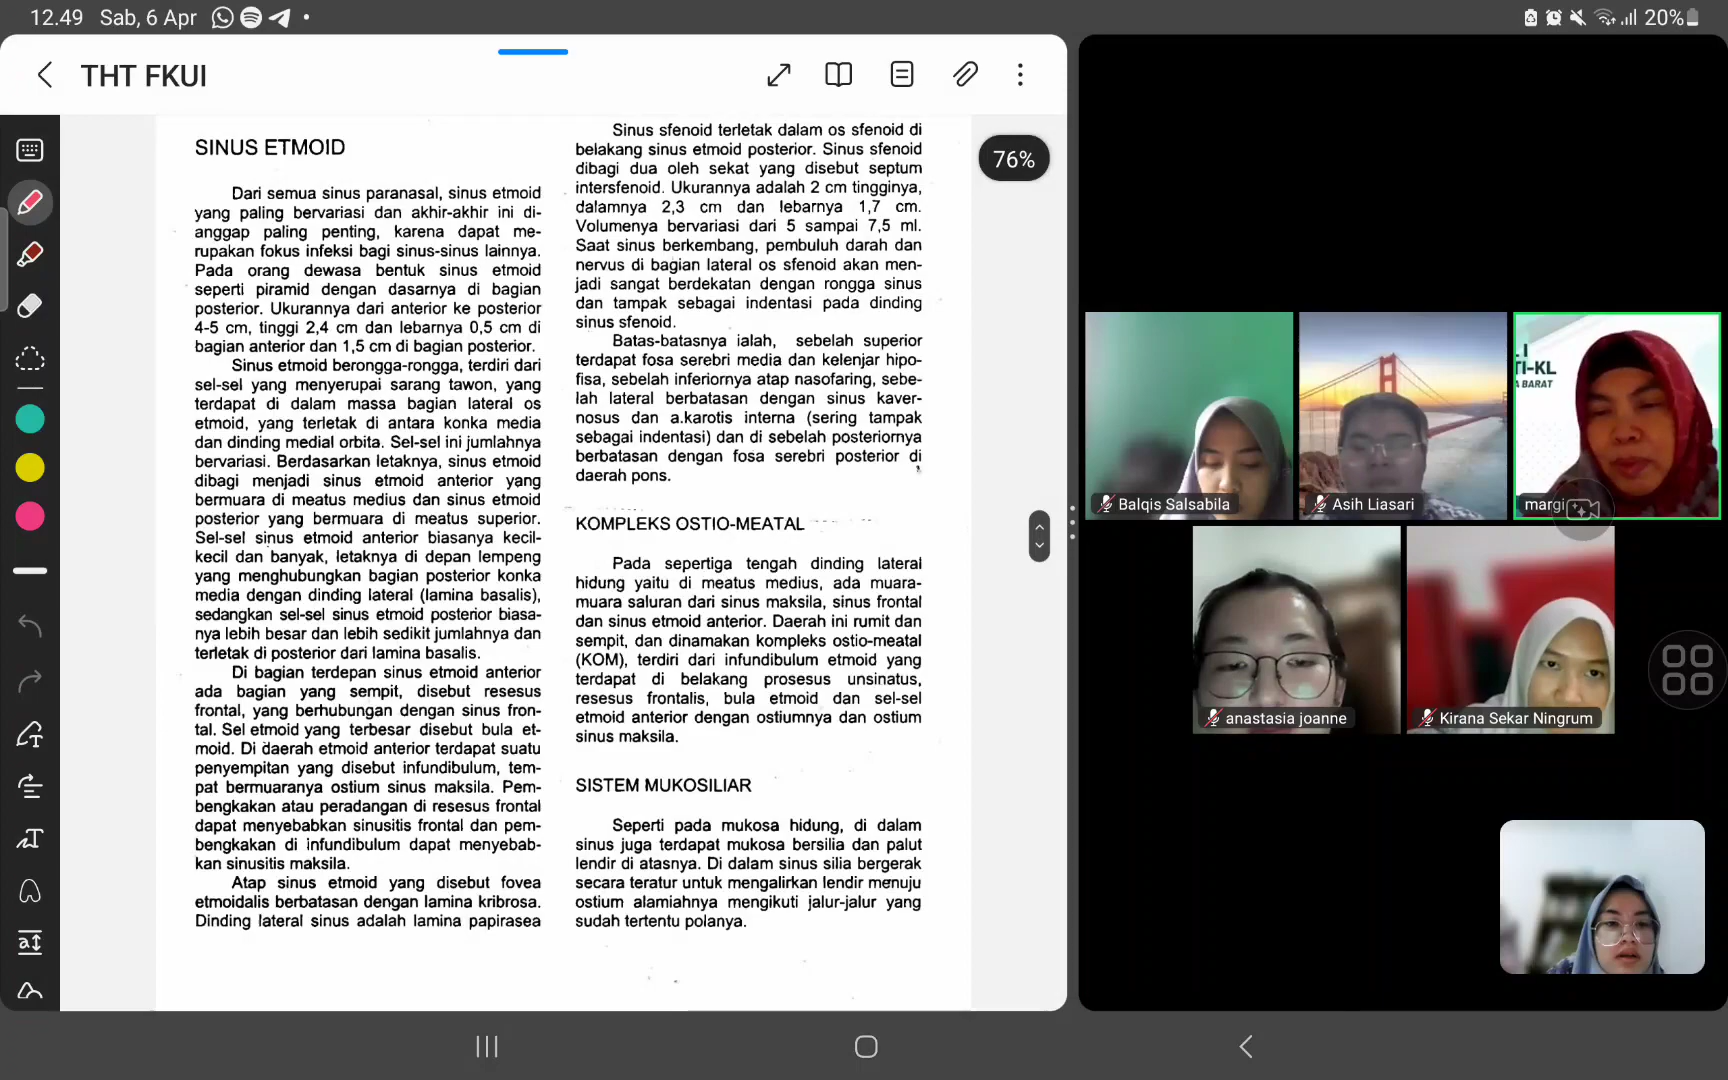 12.49 Sab, 6 Apr
20%
THT FKUI
76%
SINUS ETMOID
Dari semua sinus paranasal, sinus etmoid
yang paling bervariasi dan akhir-akhir ini di-
anggap paling penting, karena dapat me-
rupakan fokus infeksi bagi sinus-sinus lainnya.
Pada orang dewasa bentuk sinus etmoid
seperti piramid dengan dasarnya di bagian
posterior. Ukurannya dari anterior ke posterior
4-5 cm, tinggi 2,4 cm dan lebarnya 0,5 cm di
bagian anterior dan 1,5 cm di bagian posterior.
Sinus etmoid berongga-rongga, terdiri dari
sel-sel yang menyerupai sarang tawon, yang
terdapat di dalam massa bagian lateral os
etmoid, yang terletak di antara konka media
dan dinding medial orbita. Sel-sel ini jumlahnya
bervariasi. Berdasarkan letaknya, sinus etmoid
dibagi menjadi sinus etmoid anterior yang
bermuara di meatus medius dan sinus etmoid
posterior yang bermuara di meatus superior.
Sel-sel sinus etmoid anterior biasanya kecil-
kecil dan banyak, letaknya di depan lempeng
yang menghubungkan bagian posterior konka
media dengan dinding lateral (lamina basalis),
sedangkan sel-sel sinus etmoid posterior biasa-
nya lebih besar dan lebih sedikit jumlahnya dan
terletak di posterior dari lamina basalis.
Di bagian terdepan sinus etmoid anterior
ada bagian yang sempit, disebut resesus
frontal, yang berhubungan dengan sinus fron-
tal. Sel etmoid yang terbesar disebut bula et-
moid. Di daerah etmoid anterior terdapat suatu
penyempitan yang disebut infundibulum, tem-
pat bermuaranya ostium sinus maksila. Pem-
bengkakan atau peradangan di resesus frontal
dapat menyebabkan sinusitis frontal dan pem-
bengkakan di infundibulum dapat menyebab-
kan sinusitis maksila.
Atap sinus etmoid yang disebut fovea
etmoidalis berbatasan dengan lamina kribrosa.
Dinding lateral sinus adalah lamina papirasea
Sinus sfenoid terletak dalam os sfenoid di
belakang sinus etmoid posterior. Sinus sfenoid
dibagi dua oleh sekat yang disebut septum
intersfenoid. Ukurannya adalah 2 cm tingginya,
dalamnya 2,3 cm dan lebarnya 1,7 cm.
Volumenya bervariasi dari 5 sampai 7,5 ml.
Saat sinus berkembang, pembuluh darah dan
nervus di bagian lateral os sfenoid akan men-
jadi sangat berdekatan dengan rongga sinus
dan tampak sebagai indentasi pada dinding
sinus sfenoid.
Batas-batasnya ialah, sebelah superior
terdapat fosa serebri media dan kelenjar hipo-
fisa, sebelah inferiornya atap nasofaring, sebe-
lah lateral berbatasan dengan sinus kaver-
nosus dan a.karotis interna (sering tampak
sebagai indentasi) dan di sebelah posteriornya
berbatasan dengan fosa serebri posterior di
daerah pons.
KOMPLEKS OSTIO-MEATAL
Pada sepertiga tengah dinding lateral
hidung yaitu di meatus medius, ada muara-
muara saluran dari sinus maksila, sinus frontal
dan sinus etmoid anterior. Daerah ini rumit dan
sempit, dan dinamakan kompleks ostio-meatal
(KOM), terdiri dari infundibulum etmoid yang
terdapat di belakang prosesus unsinatus,
resesus frontalis, bula etmoid dan sel-sel
etmoid anterior dengan ostiumnya dan ostium
sinus maksila.
SISTEM MUKOSILIAR
Seperti pada mukosa hidung, di dalam
sinus juga terdapat mukosa bersilia dan palut
lendir di atasnya. Di dalam sinus silia bergerak
secara teratur untuk mengalirkan lendir menuju
ostium alamiahnya mengikuti jalur-jalur yang
sudah tertentu polanya.
Balqis Salsabila
Asih Liasari
margi
TI-KL
A BARAT
anastasia joanne
Kirana Sekar Ningrum